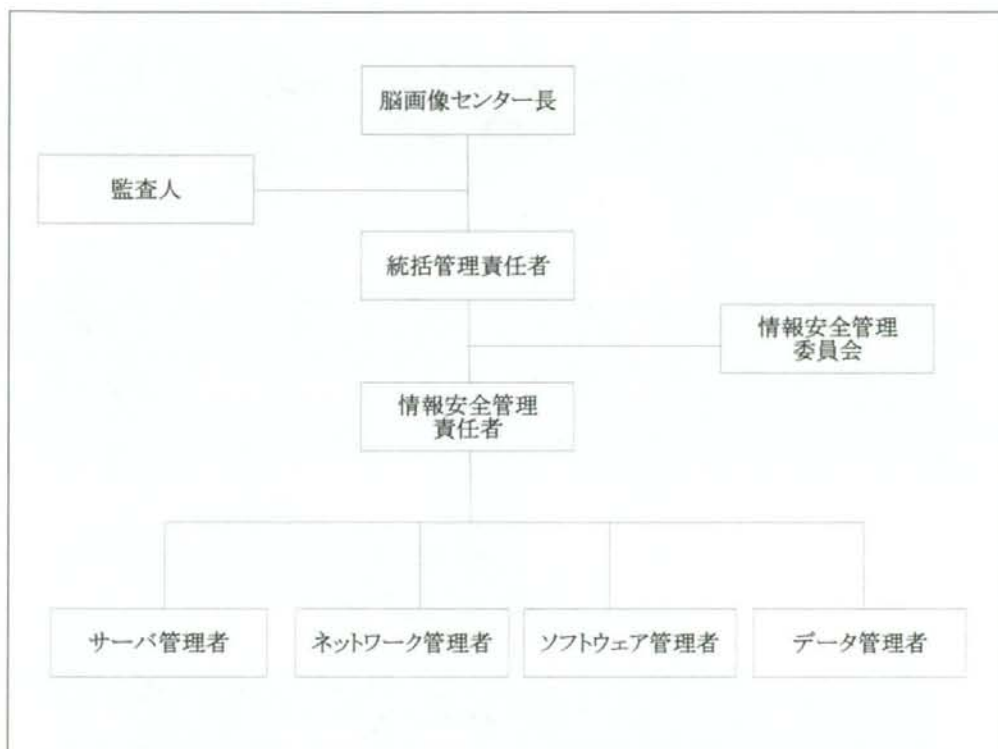 脳画像センター長
監査人
統括管理責任者
情報安全管理
委員会
情報安全管理
責任者
サーバ管理者
ネットワーク管理者
ソフトウェア管理者
データ管理者